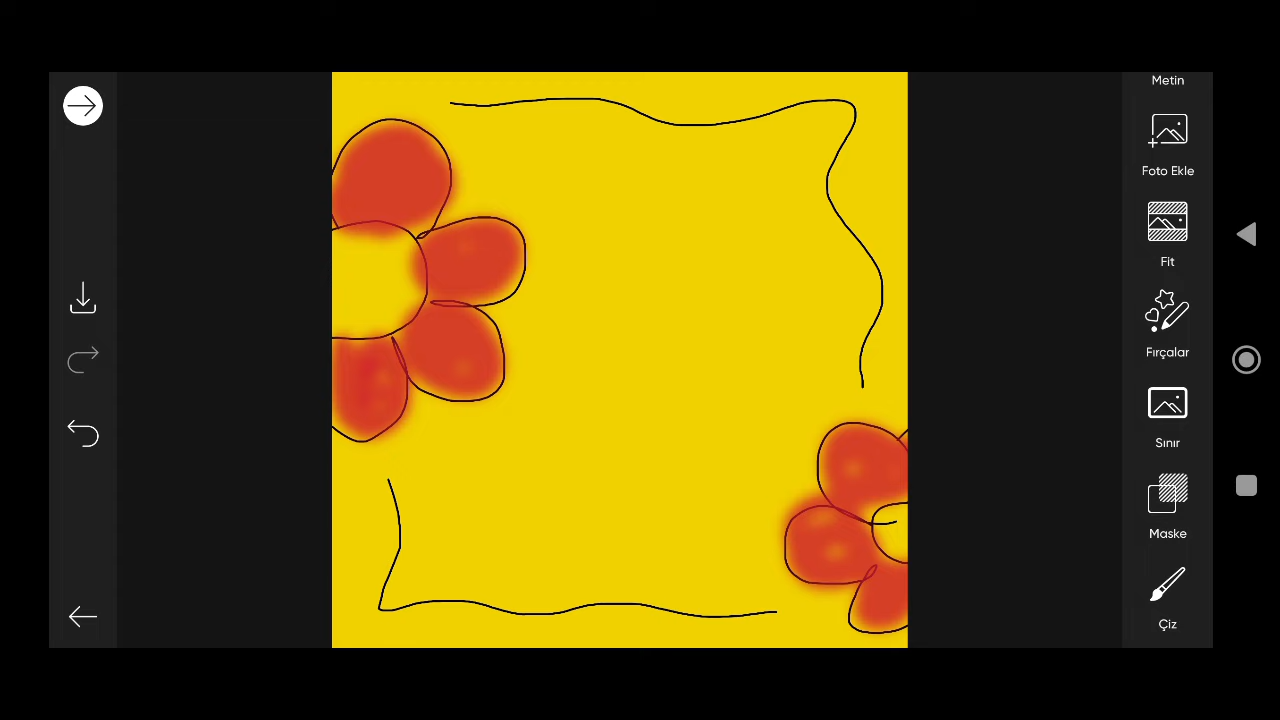 Metin
Foto Ekle
Fit
Fırçalar
Sınır
Maske
Çiz